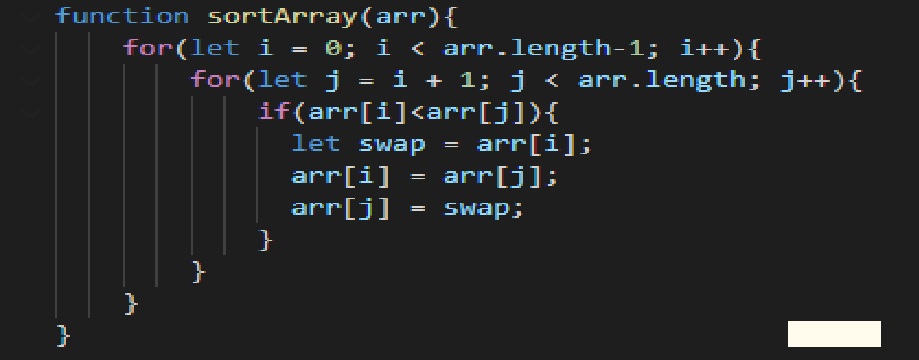 function sortArray(arr){
for(let i = 0; i < arr.length-1; i++){
for(let j = i + 1; j < arr.length; j++){
if(arr[i]<arr[j]){
let swap = arr[i];
arr[i] = arr[j];
arr[j] = swap;
}
}
}
}